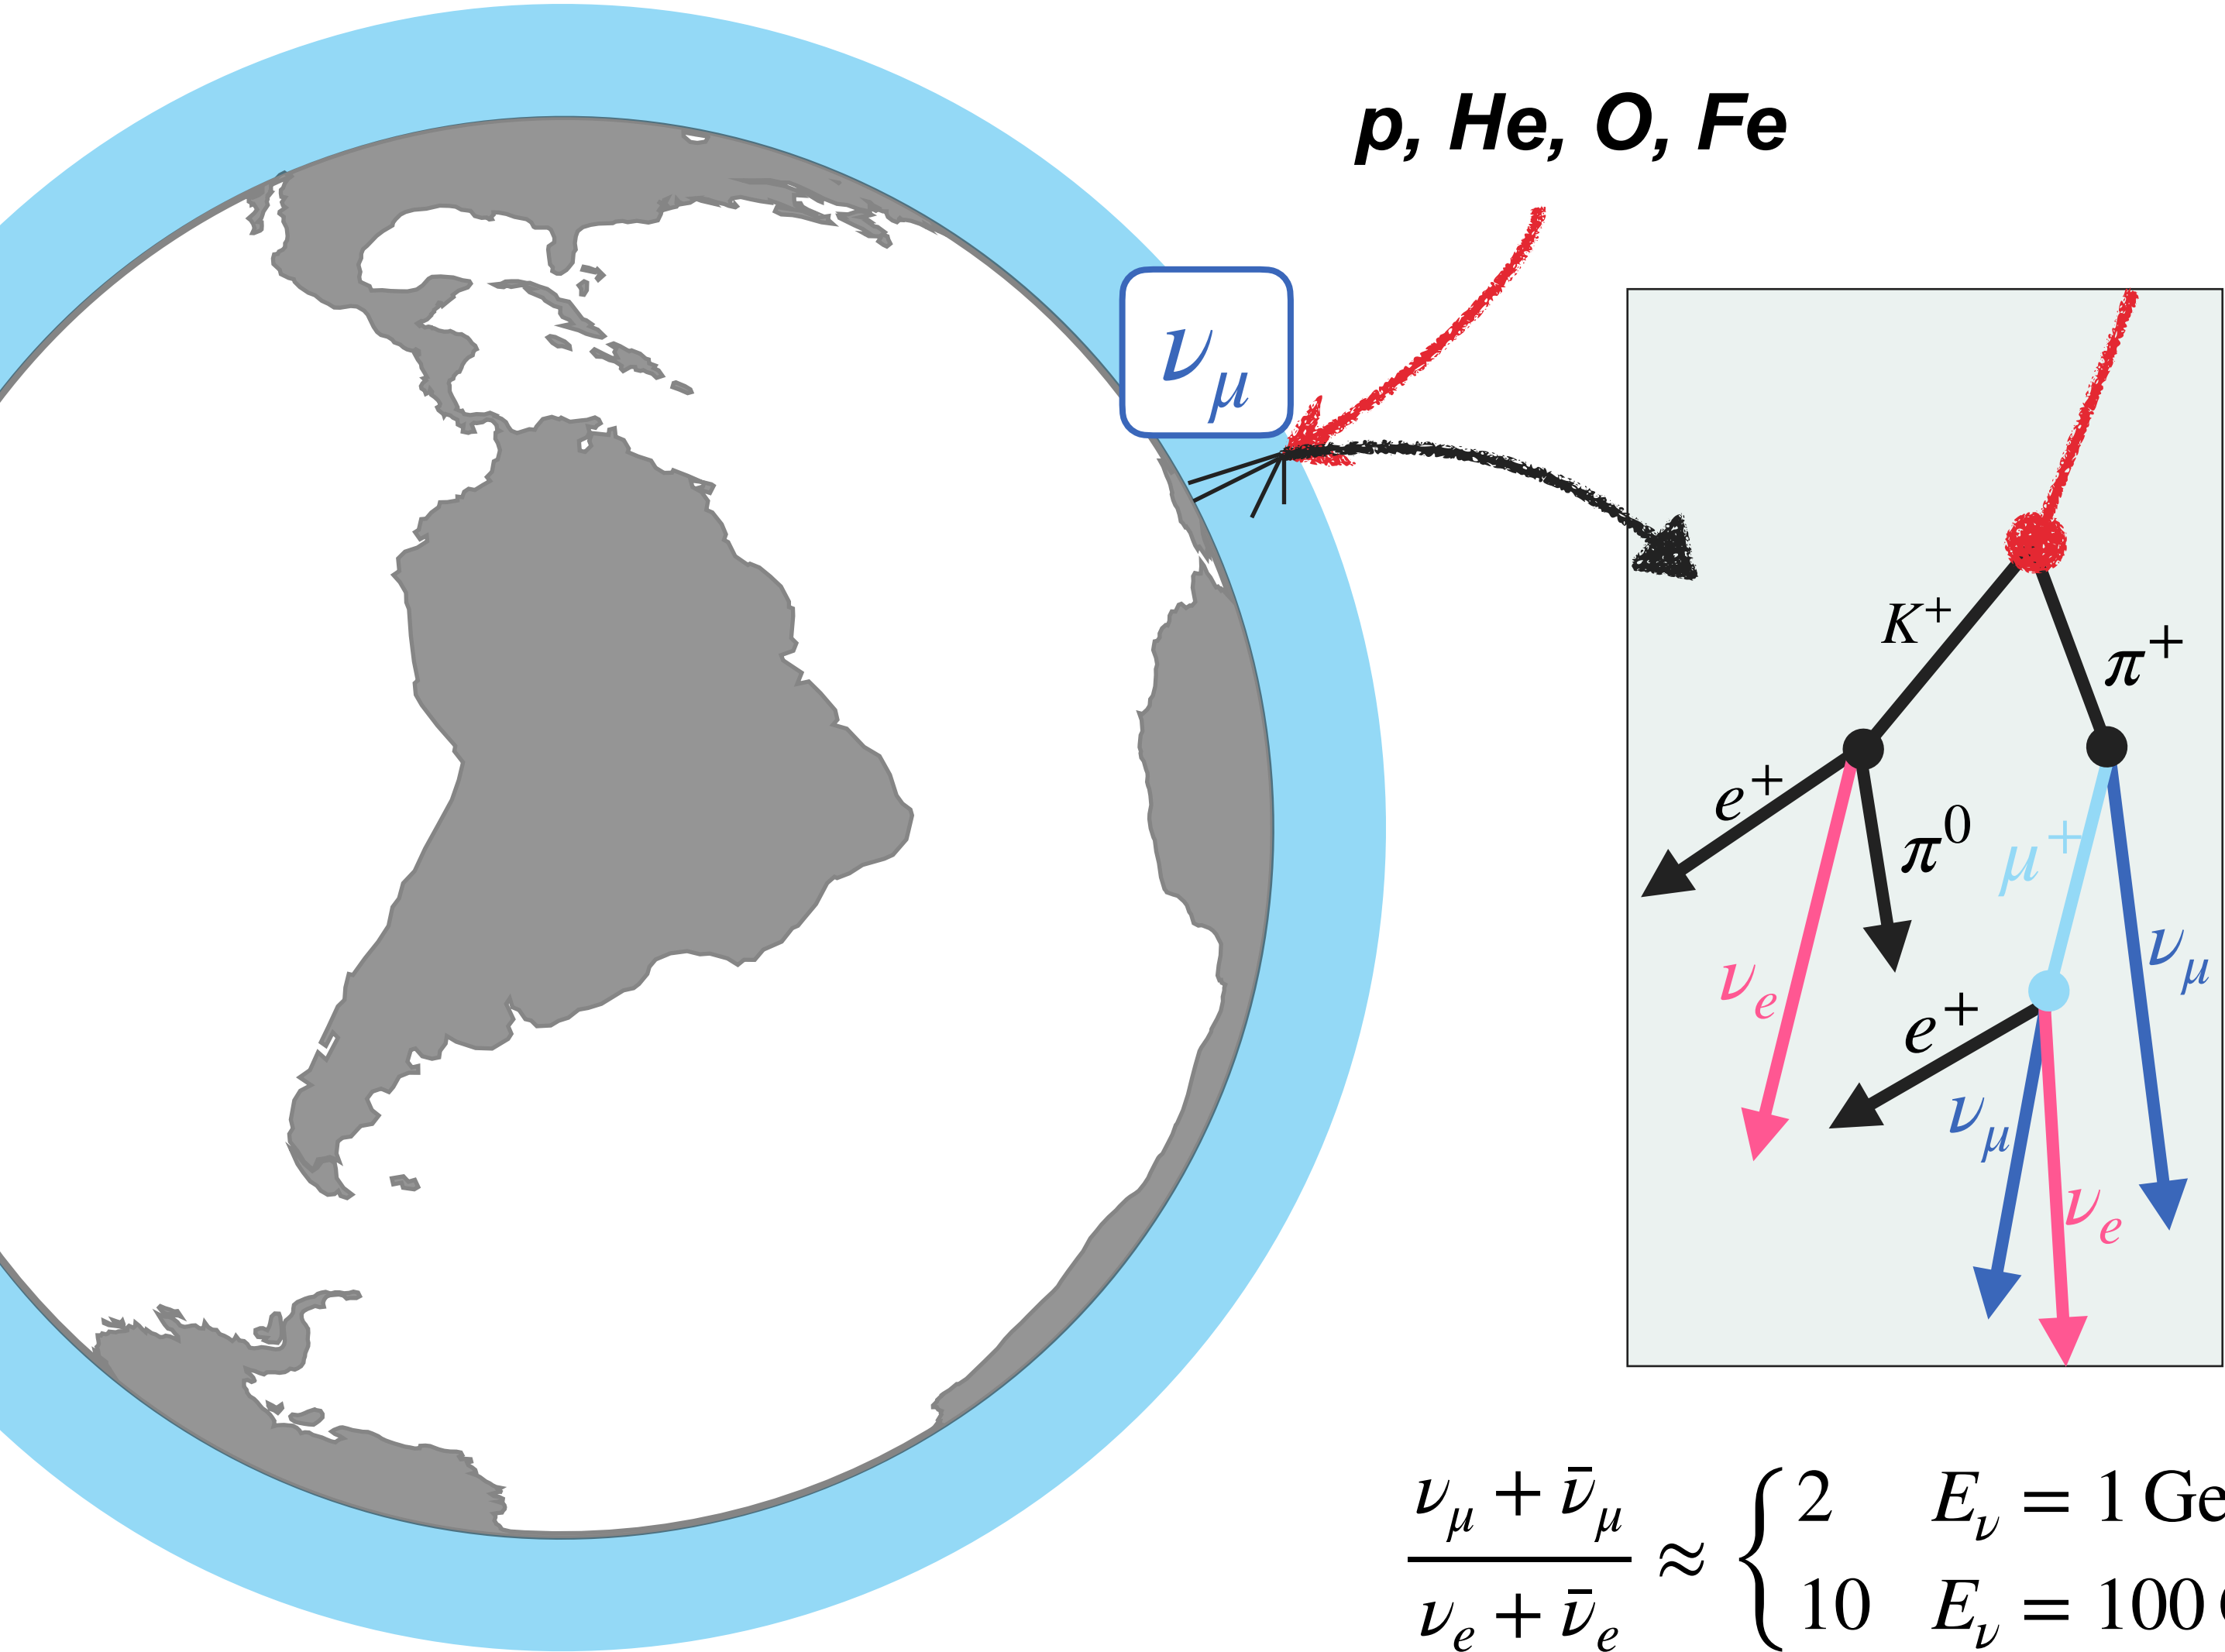 p, He, O, Fe
ν_μ
K⁺
π⁺
e⁺
π⁰
μ⁺
ν_μ
ν_e
e⁺
ν_μ
ν_e
ν_μ + ν̄_μ
ν_e + ν̄_e
≈ {
2 E_ν = 1 Ge
10 E_ν = 100